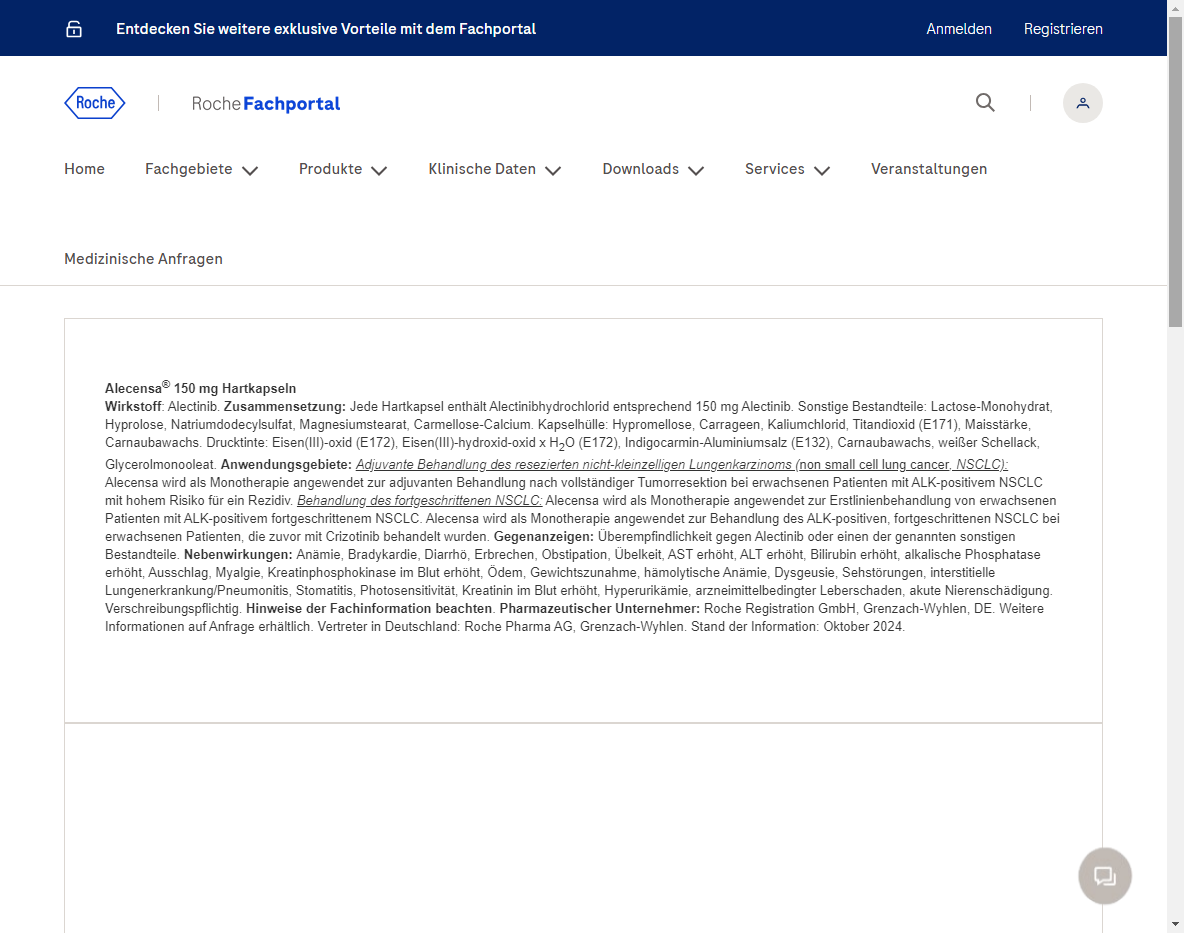 Entdecken Sie weitere exklusive Vorteile mit dem Fachportal
Anmelden
Registrieren
Roche
Roche Fachportal
Home
Fachgebiete
Produkte
Klinische Daten
Downloads
Services
Veranstaltungen
Medizinische Anfragen
Alecensa® 150 mg Hartkapseln
Wirkstoff: Alectinib. Zusammensetzung: Jede Hartkapsel enthält Alectinibhydrochlorid entsprechend 150 mg Alectinib. Sonstige Bestandteile: Lactose-Monohydrat,
Hyprolose, Natriumdodecylsulfat, Magnesiumstearat, Carmellose-Calcium. Kapselhülle: Hypromellose, Carrageen, Kaliumchlorid, Titandioxid (E171), Maisstärke,
Carnaubawachs. Drucktinte: Eisen(III)-oxid (E172), Eisen(III)-hydroxid-oxid x H₂O (E172), Indigocarmin-Aluminiumsalz (E132), Carnaubawachs, weißer Schellack,
Glycerolmonooleat. Anwendungsgebiete: Adjuvante Behandlung des resezierten nicht-kleinzelligen Lungenkarzinoms (non small cell lung cancer, NSCLC):
Alecensa wird als Monotherapie angewendet zur adjuvanten Behandlung nach vollständiger Tumorresektion bei erwachsenen Patienten mit ALK-positivem NSCLC
mit hohem Risiko für ein Rezidiv. Behandlung des fortgeschrittenen NSCLC: Alecensa wird als Monotherapie angewendet zur Erstlinienbehandlung von erwachsenen
Patienten mit ALK-positivem fortgeschrittenem NSCLC. Alecensa wird als Monotherapie angewendet zur Behandlung des ALK-positiven, fortgeschrittenen NSCLC bei
erwachsenen Patienten, die zuvor mit Crizotinib behandelt wurden. Gegenanzeigen: Überempfindlichkeit gegen Alectinib oder einen der genannten sonstigen
Bestandteile. Nebenwirkungen: Anämie, Bradykardie, Diarrhö, Erbrechen, Obstipation, Übelkeit, AST erhöht, ALT erhöht, Bilirubin erhöht, alkalische Phosphatase
erhöht, Ausschlag, Myalgie, Kreatinphosphokinase im Blut erhöht, Ödem, Gewichtszunahme, hämolytische Anämie, Dysgeusie, Sehstörungen, interstitielle
Lungenerkrankung/Pneumonitis, Stomatitis, Photosensitivität, Kreatinin im Blut erhöht, Hyperurikämie, arzneimittelbedingter Leberschaden, akute Nierenschädigung.
Verschreibungspflichtig. Hinweise der Fachinformation beachten. Pharmazeutischer Unternehmer: Roche Registration GmbH, Grenzach-Wyhlen, DE. Weitere
Informationen auf Anfrage erhältlich. Vertreter in Deutschland: Roche Pharma AG, Grenzach-Wyhlen. Stand der Information: Oktober 2024.